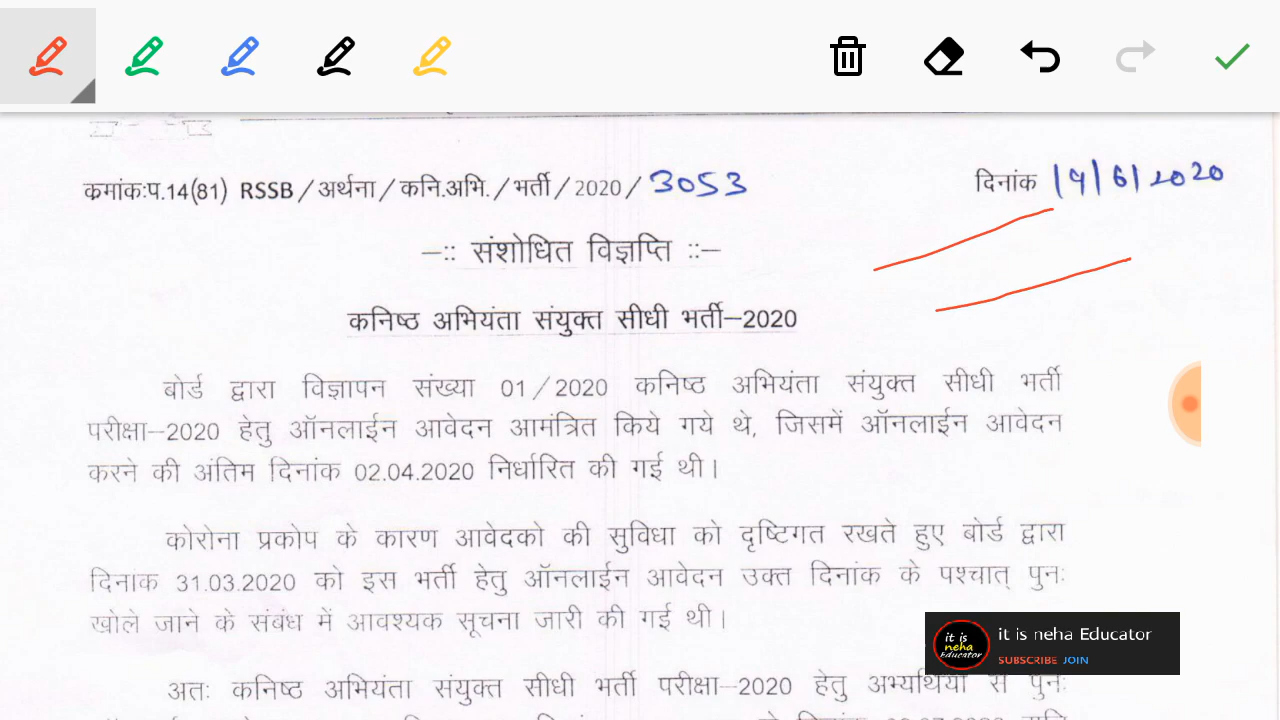 क्रमांक:प.14(81) RSSB / अर्थना / कनि.अभि. / भर्ती / 2020 / 3053
दिनांक 19/6/2020
–:: संशोधित विज्ञप्ति ::–
कनिष्ठ अभियंता संयुक्त सीधी भर्ती–2020
बोर्ड द्वारा विज्ञापन संख्या 01/2020 कनिष्ठ अभियंता संयुक्त सीधी भर्ती
परीक्षा–2020 हेतु ऑनलाईन आवेदन आमंत्रित किये गये थे, जिसमें ऑनलाईन आवेदन
करने की अंतिम दिनांक 02.04.2020 निर्धारित की गई थी।
कोरोना प्रकोप के कारण आवेदको की सुविधा को दृष्टिगत रखते हुए बोर्ड द्वारा
दिनाक 31.03.2020 को इस भर्ती हेतु ऑनलाईन आवेदन उक्त दिनांक के पश्चात् पुनः
खोले जाने के संबंध में आवश्यक सूचना जारी की गई थी।
it is neha Educator
it is neha Educator
SUBSCRIBE JOIN
अतः कनिष्ठ अभियंता संयुक्त सीधी भर्ती परीक्षा–2020 हेतु अभ्यर्थियों से पुनः